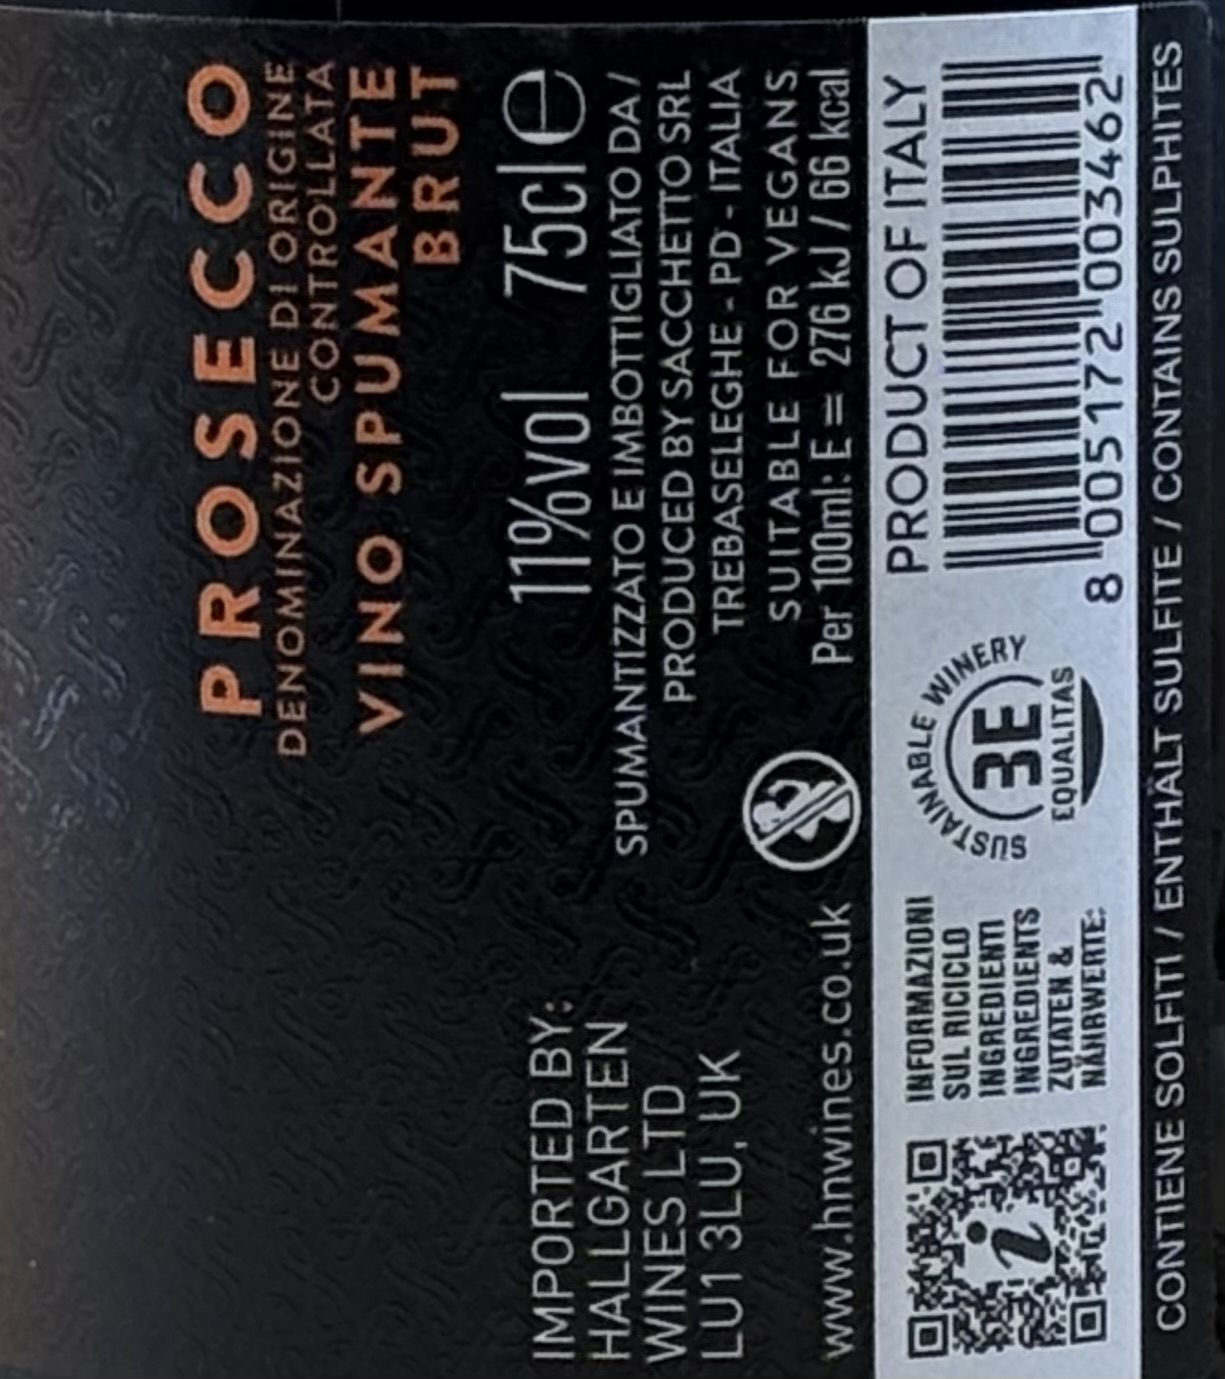 PROSECCO
DENOMINAZIONE DI ORIGINE
CONTROLLATA
VINO SPUMANTE
BRUT
11%vol 75cl e
SPUMANTIZZATO E IMBOTTIGLIATO DA /
PRODUCED BY SACCHETTO SRL
TREBASELEGHE - PD - ITALIA
SUITABLE FOR VEGANS
Per 100ml: E = 276 kJ / 66 kcal
IMPORTED BY:
HALLGARTEN
WINES LTD
LU1 3LU, UK
www.hnwines.co.uk
i
INFORMAZIONI
SUL RICICLO
INGREDIENTI
INGREDIENTS
ZUTATEN &
NÄHRWERTE:
SUSTAINABLE WINERY
3E
EQUALITAS
PRODUCT OF ITALY
8 005172 003462
CONTIENE SOLFITI / ENTHÄLT SULFITE / CONTAINS SULPHITES